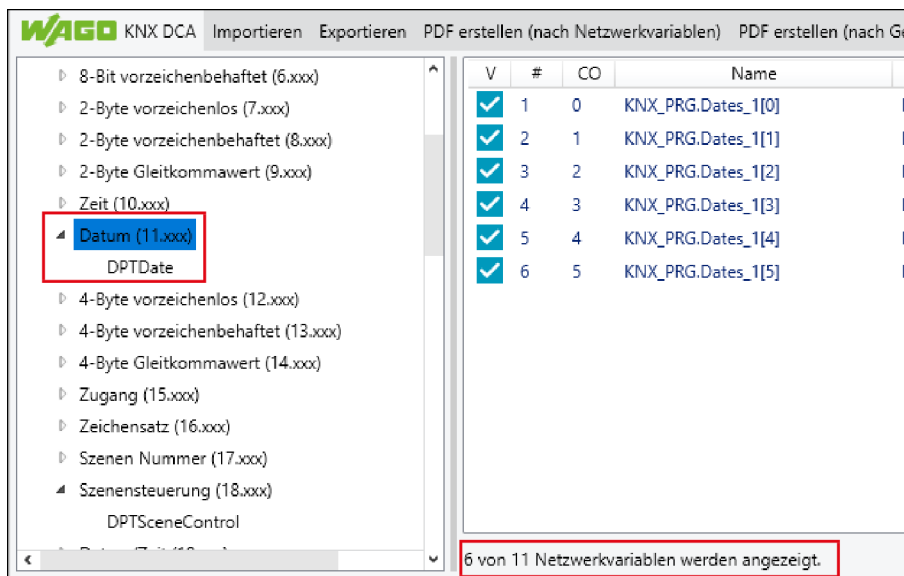 WAGO KNX DCA Importieren Exportieren PDF erstellen (nach Netzwerkvariablen) PDF erstellen (nach
8-Bit vorzeichenbehaftet (6.xxx)
2-Byte vorzeichenlos (7.xxx)
2-Byte vorzeichenbehaftet (8.xxx)
2-Byte Gleitkommawert (9.xxx)
Zeit (10.xxx)
Datum (11.xxx)
DPTDate
4-Byte vorzeichenlos (12.xxx)
4-Byte vorzeichenbehaftet (13.xxx)
4-Byte Gleitkommawert (14.xxx)
Zugang (15.xxx)
Zeichensatz (16.xxx)
Szenen Nummer (17.xxx)
Szenensteuerung (18.xxx)
DPTSceneControl
V # CO Name
1 0 KNX_PRG.Dates_1[0]
2 1 KNX_PRG.Dates_1[1]
3 2 KNX_PRG.Dates_1[2]
4 3 KNX_PRG.Dates_1[3]
5 4 KNX_PRG.Dates_1[4]
6 5 KNX_PRG.Dates_1[5]
6 von 11 Netzwerkvariablen werden angezeigt.